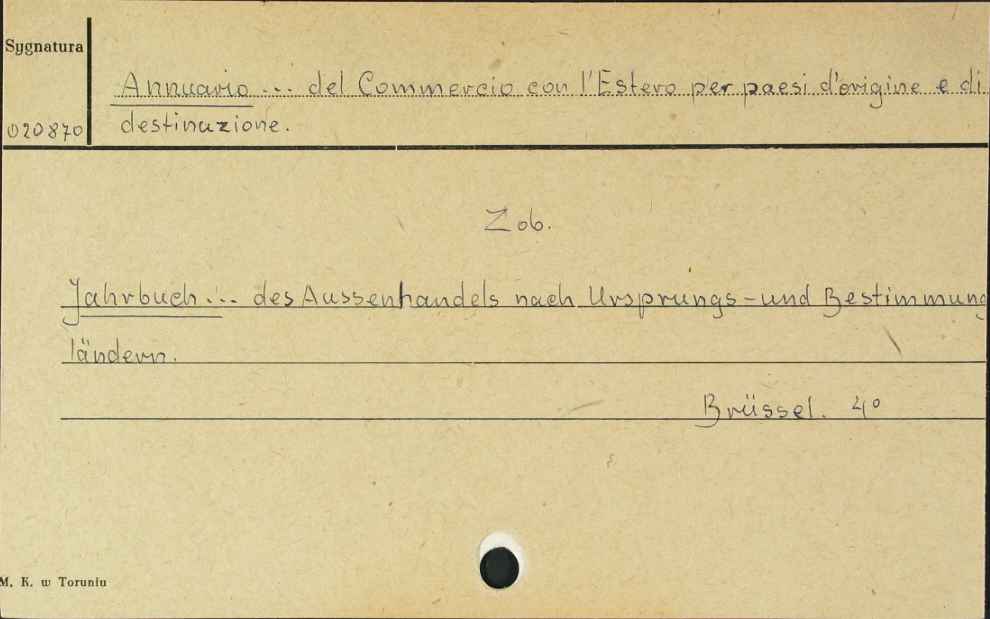 Sygnatura
Annuario ... del Commercio con l'Estero per paesi d'origine e di
020870 destinazione.
Zob.
Jahrbuch ... des Aussenhandels nach Ursprungs-und Bestimmung
ländern.
Brüssel. 4°
M. K. w Toruniu